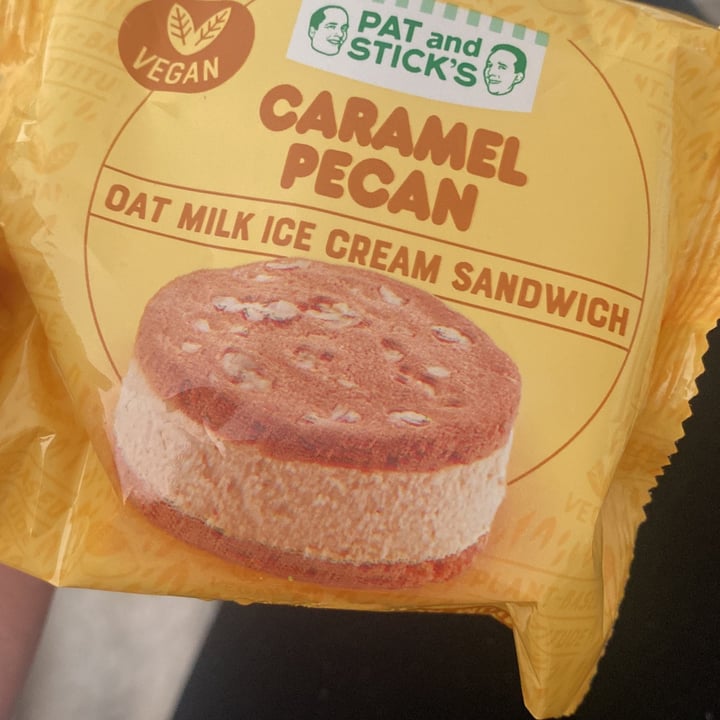 VEGAN
PAT and
STICK'S
CARAMEL
PECAN
OAT MILK ICE CREAM SANDWICH